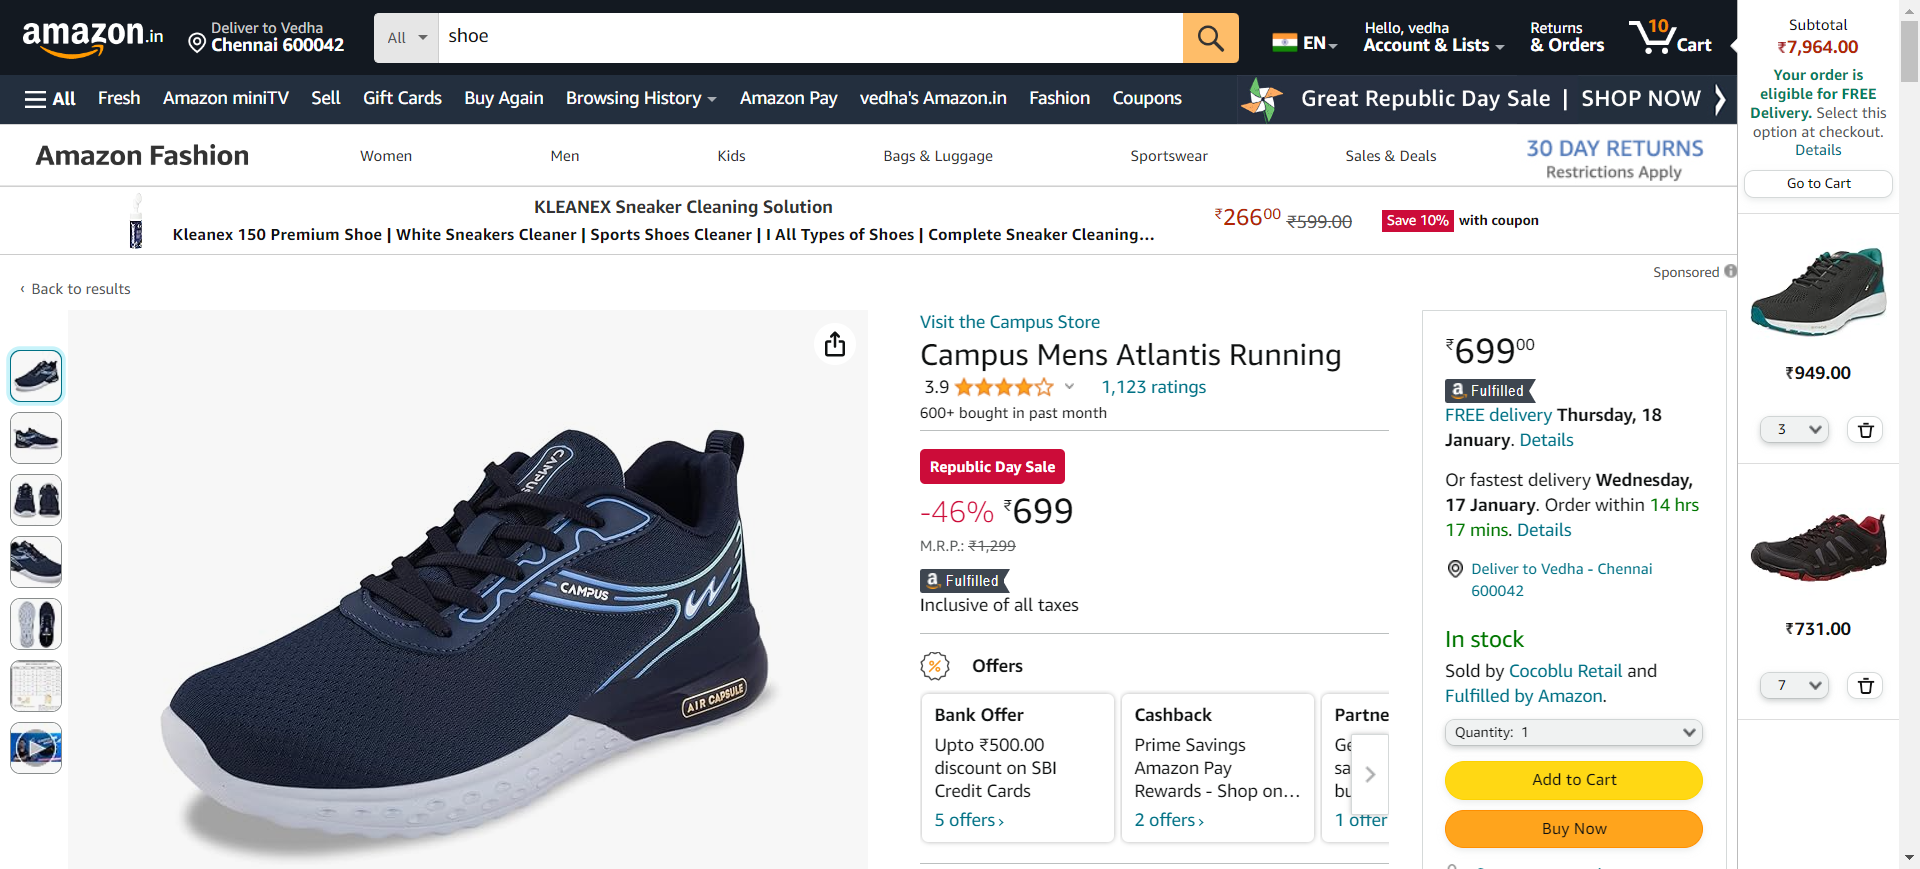 amazon.in
Deliver to Vedha
Chennai 600042
All
shoe
EN
Hello, vedha
Account & Lists
Returns
& Orders
10
Cart
All
Fresh
Amazon miniTV
Sell
Gift Cards
Buy Again
Browsing History
Amazon Pay
vedha's Amazon.in
Fashion
Coupons
Great Republic Day Sale | SHOP NOW
Amazon Fashion
Women
Men
Kids
Bags & Luggage
Sportswear
Sales & Deals
30 DAY RETURNS
Restrictions Apply
KLEANEX Sneaker Cleaning Solution
Kleanex 150 Premium Shoe | White Sneakers Cleaner | Sports Shoes Cleaner | I All Types of Shoes | Complete Sneaker Cleaning...
₹26600 ₹599.00
Save 10% with coupon
Sponsored
‹ Back to results
CAMPUS
CAMPUS
AIR CAPSULE
Visit the Campus Store
Campus Mens Atlantis Running
3.9
1,123 ratings
600+ bought in past month
Republic Day Sale
-46% ₹699
M.R.P.: ₹1,299
a Fulfilled
Inclusive of all taxes
Offers
Bank Offer
Upto ₹500.00
discount on SBI
Credit Cards
5 offers ›
Cashback
Prime Savings
Amazon Pay
Rewards - Shop on...
2 offers ›
Partne
Ge
sa
bu
1 offer
₹69900
a Fulfilled
FREE delivery Thursday, 18
January. Details
Or fastest delivery Wednesday,
17 January. Order within 14 hrs
17 mins. Details
Deliver to Vedha - Chennai
600042
In stock
Sold by Cocoblu Retail and
Fulfilled by Amazon.
Quantity: 1
Add to Cart
Buy Now
Subtotal
₹7,964.00
Your order is
eligible for FREE
Delivery. Select this
option at checkout.
Details
Go to Cart
₹949.00
3
₹731.00
7